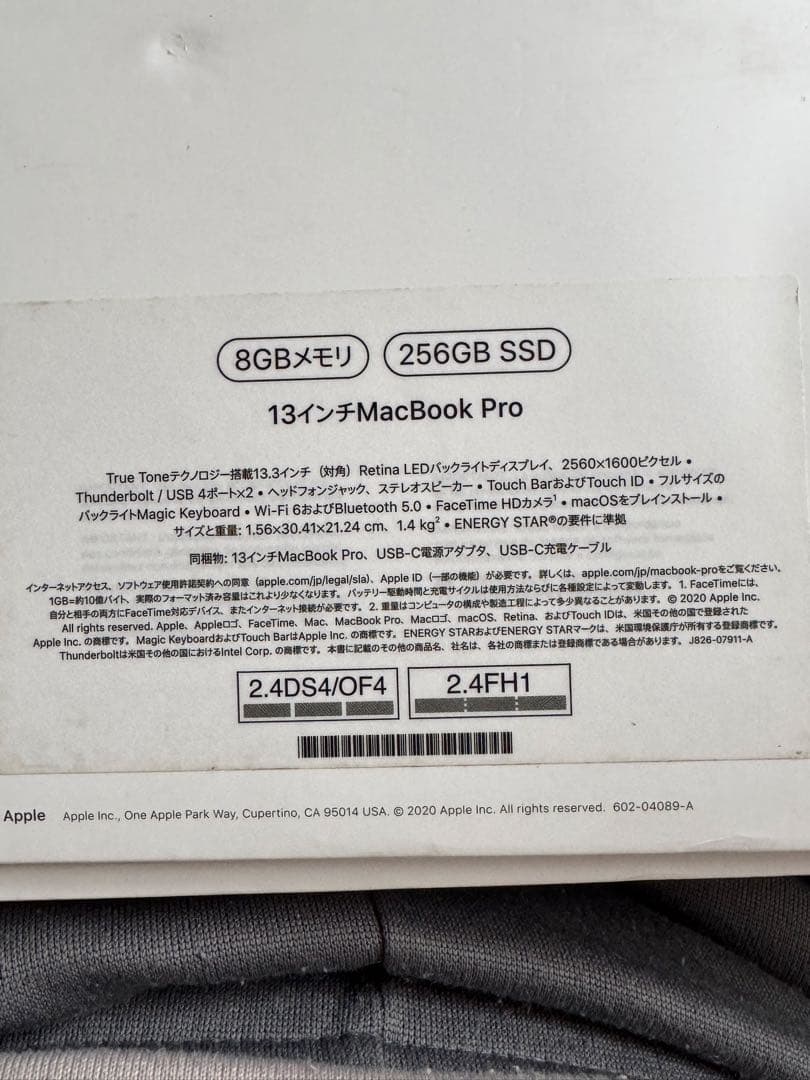 8GBメモリ 256GB SSD
13インチMacBook Pro
True Toneテクノロジー搭載13.3インチ（対角）Retina LEDバックライトディスプレイ、2560×1600ピクセル •
Thunderbolt / USB 4ポート×2 • ヘッドフォンジャック、ステレオスピーカー • Touch BarおよびTouch ID • フルサイズの
バックライトMagic Keyboard • Wi-Fi 6およびBluetooth 5.0 • FaceTime HDカメラ¹ • macOSをプレインストール •
サイズと重量: 1.56×30.41×21.24 cm、1.4 kg² • ENERGY STAR®の要件に準拠
同梱物: 13インチMacBook Pro、USB-C電源アダプタ、USB-C充電ケーブル
インターネットアクセス、ソフトウェア使用許諾契約への同意（apple.com/jp/legal/sla）、Apple ID（一部の機能）が必要です。詳しくは、apple.com/jp/macbook-proをご覧ください。
1GB=約10億バイト、実際のフォーマット済み容量はこれより少なくなります。バッテリー駆動時間と充電サイクルは使用方法ならびに各種設定によって変動します。1. FaceTimeには、
自分と相手の両方にFaceTime対応デバイス、またインターネット接続が必要です。2. 重量はコンピュータの構成や製造工程によって多少異なることがあります。© 2020 Apple Inc.
All rights reserved. Apple、Appleロゴ、FaceTime、Mac、MacBook Pro、Macロゴ、macOS、Retina、およびTouch IDは、米国その他の国で登録された
Apple Inc. の商標です。Magic KeyboardおよびTouch BarはApple Inc. の商標です。ENERGY STARおよびENERGY STARマークは、米国環境保護庁が所有する登録商標です。
Thunderboltは米国その他の国におけるIntel Corp. の商標です。本書に記載のその他の商品名、社名は、各社の商標または登録商標である場合があります。J826-07911-A
2.4DS4/OF4 2.4FH1
Apple Apple Inc., One Apple Park Way, Cupertino, CA 95014 USA. © 2020 Apple Inc. All rights reserved. 602-04089-A